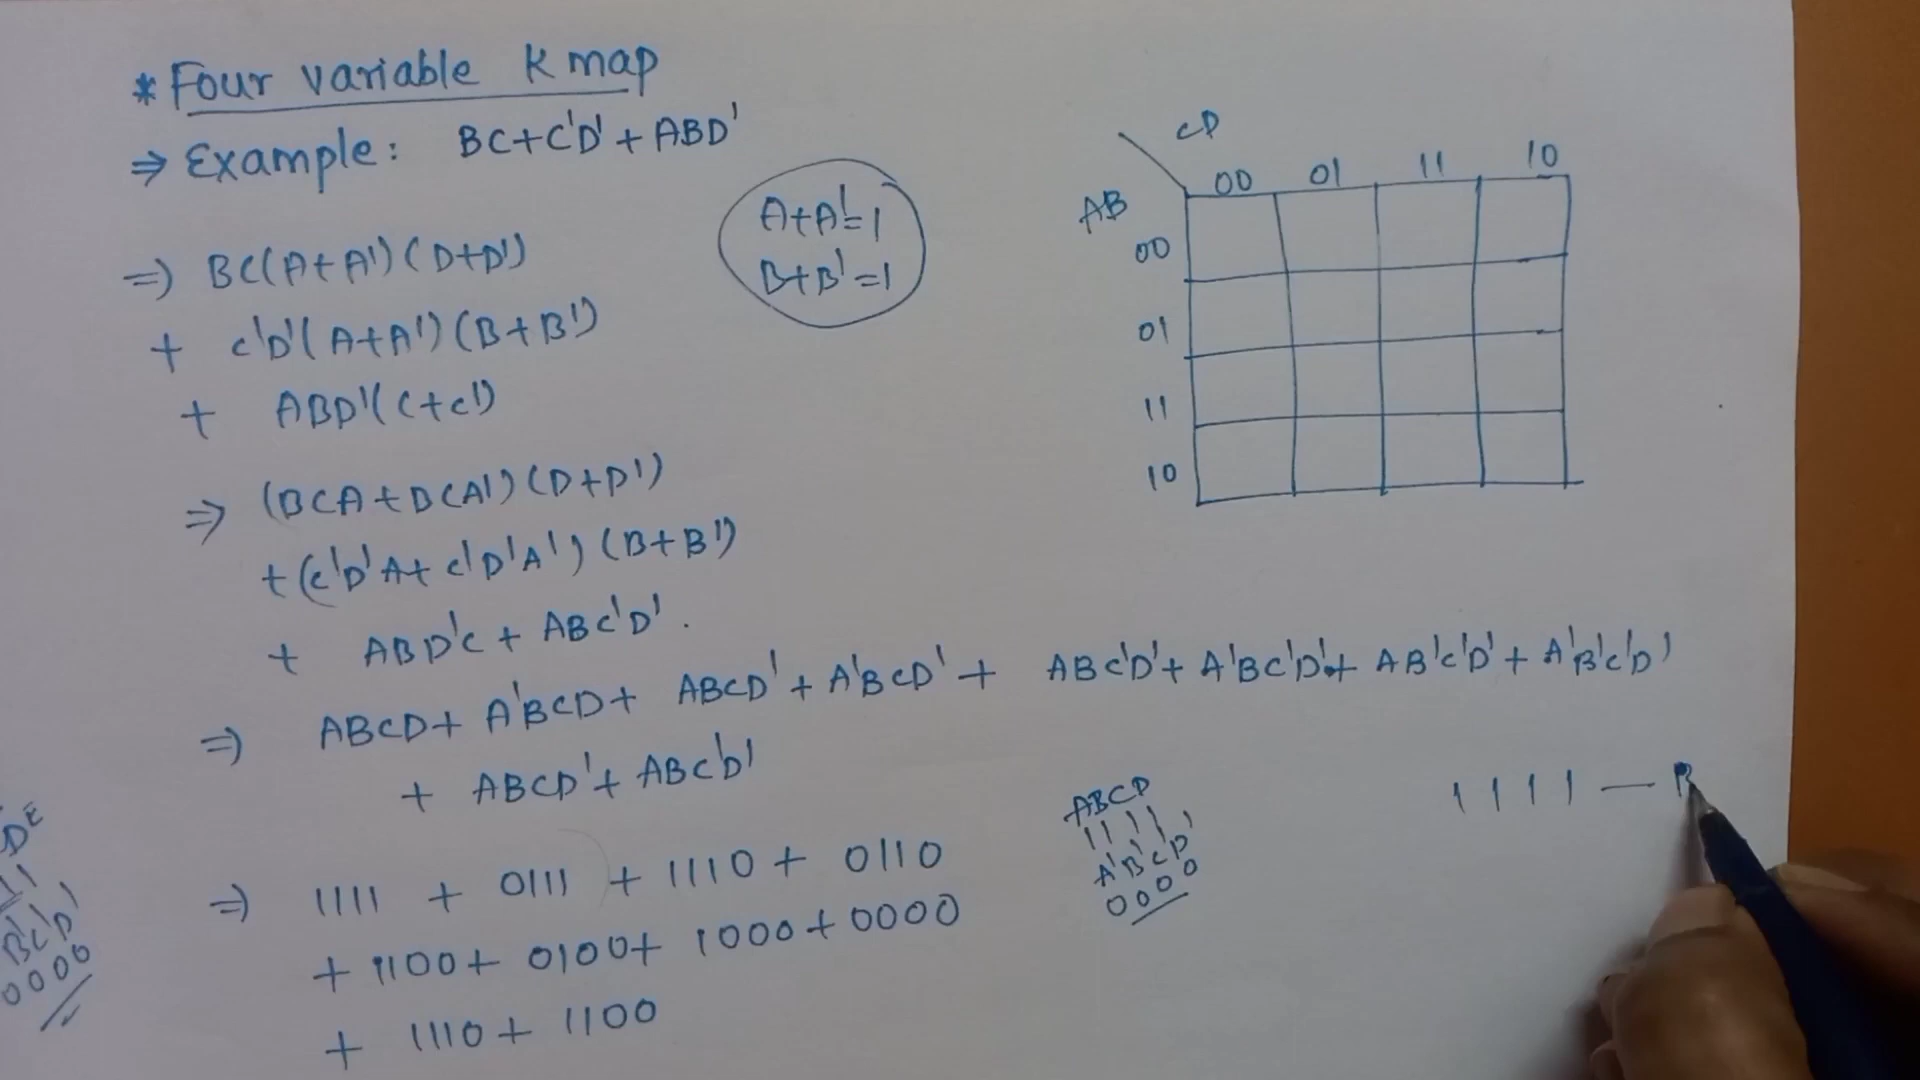 * Four variable K map
⇒ Example: BC+C'D'+ABD'
A+A'=1
B+B'=1
⇒ BC(A+A')(D+D')
+ C'D'(A+A')(B+B')
+ ABD'(C+C')
⇒ (BCA+BCA')(D+D')
+(C'D'A+C'D'A')(B+B')
+ ABD'C + ABC'D'.
⇒ ABCD+ A'BCD+ ABCD'+A'BCD'+ ABC'D'+ A'BC'D'+ AB'C'D'+ A'B'C'D'
+ ABCD'+ ABC'D'
⇒ 1111 + 0111 + 1110 + 0110
+ 1100 + 0100 + 1000 + 0000
+ 1110 + 1100
CD
00 01 11 10
AB
00
01
11
10
ABCD
1111
A'B'C'D'
0000
1111 —
0000